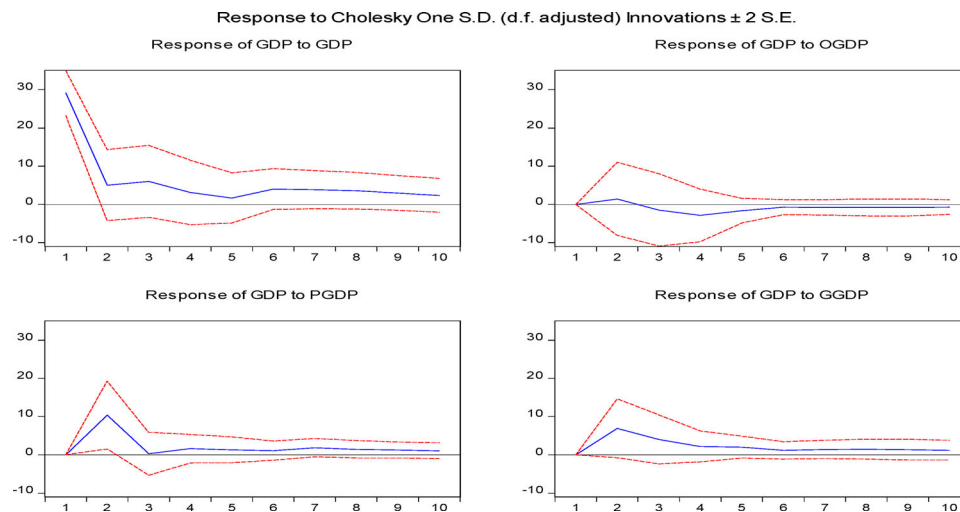 Response to Cholesky One S.D. (d.f. adjusted) Innovations ± 2 S.E.
Response of GDP to GDP
30
20
10
0
-10
1 2 3 4 5 6 7 8 9 10
Response of GDP to OGDP
30
20
10
0
-10
1 2 3 4 5 6 7 8 9 10
Response of GDP to PGDP
30
20
10
0
-10
1 2 3 4 5 6 7 8 9 10
Response of GDP to GGDP
30
20
10
0
-10
1 2 3 4 5 6 7 8 9 10